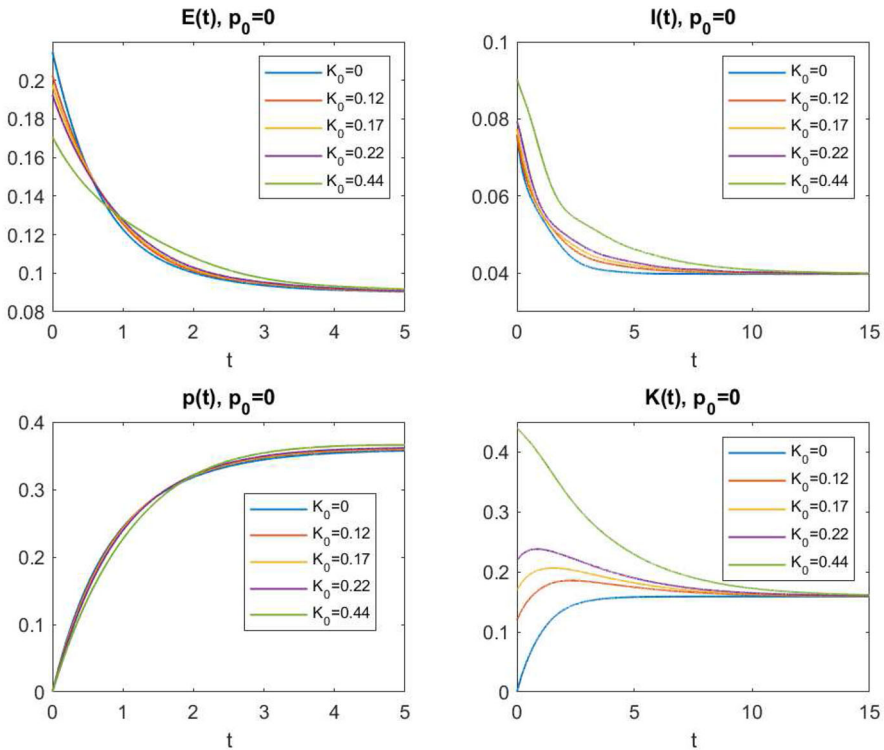 E(t), p0=0
0.2
0.18
0.16
0.14
0.12
0.1
0.08
0 1 2 3 4 5
t
K0=0
K0=0.12
K0=0.17
K0=0.22
K0=0.44
I(t), p0=0
0.1
0.08
0.06
0.04
0 5 10 15
t
K0=0
K0=0.12
K0=0.17
K0=0.22
K0=0.44
p(t), p0=0
0.4
0.3
0.2
0.1
0
0 1 2 3 4 5
t
K0=0
K0=0.12
K0=0.17
K0=0.22
K0=0.44
K(t), p0=0
0.4
0.3
0.2
0.1
0
0 5 10 15
t
K0=0
K0=0.12
K0=0.17
K0=0.22
K0=0.44